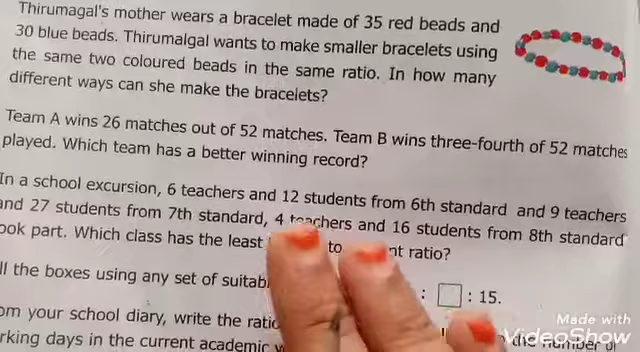 Thirumagal's mother wears a bracelet made of 35 red beads and
30 blue beads. Thirumalgal wants to make smaller bracelets using
the same two coloured beads in the same ratio. In how many
different ways can she make the bracelets?
Team A wins 26 matches out of 52 matches. Team B wins three-fourth of 52 matches
played. Which team has a better winning record?
In a school excursion, 6 teachers and 12 students from 6th standard and 9 teachers
and 27 students from 7th standard, 4 teachers and 16 students from 8th standard
ook part. Which class has the least to nt ratio?
ll the boxes using any set of suitab : : 15.
om your school diary, write the ratio the number of
rking days in the current academic
Made with
VideoShow